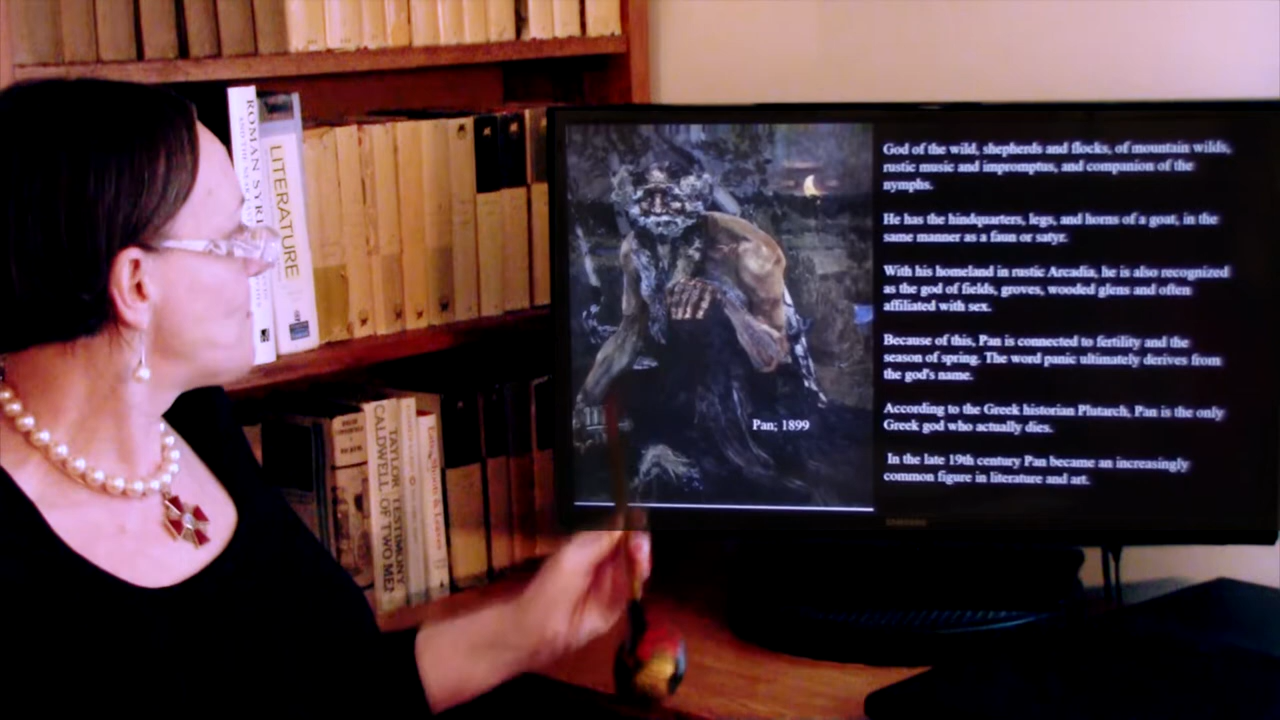 ROMAN SYRI
LITERATURE
TAYLOR TESTIMONY
CALDWELL OF TWO MEN
Pan; 1899
God of the wild, shepherds and flocks, of mountain wilds,
rustic music and impromptus, and companion of the
nymphs.
He has the hindquarters, legs, and horns of a goat, in the
same manner as a faun or satyr.
With his homeland in rustic Arcadia, he is also recognized
as the god of fields, groves, wooded glens and often
affiliated with sex.
Because of this, Pan is connected to fertility and the
season of spring. The word panic ultimately derives from
the god's name.
According to the Greek historian Plutarch, Pan is the only
Greek god who actually dies.
In the late 19th century Pan became an increasingly
common figure in literature and art.
SAMSUNG